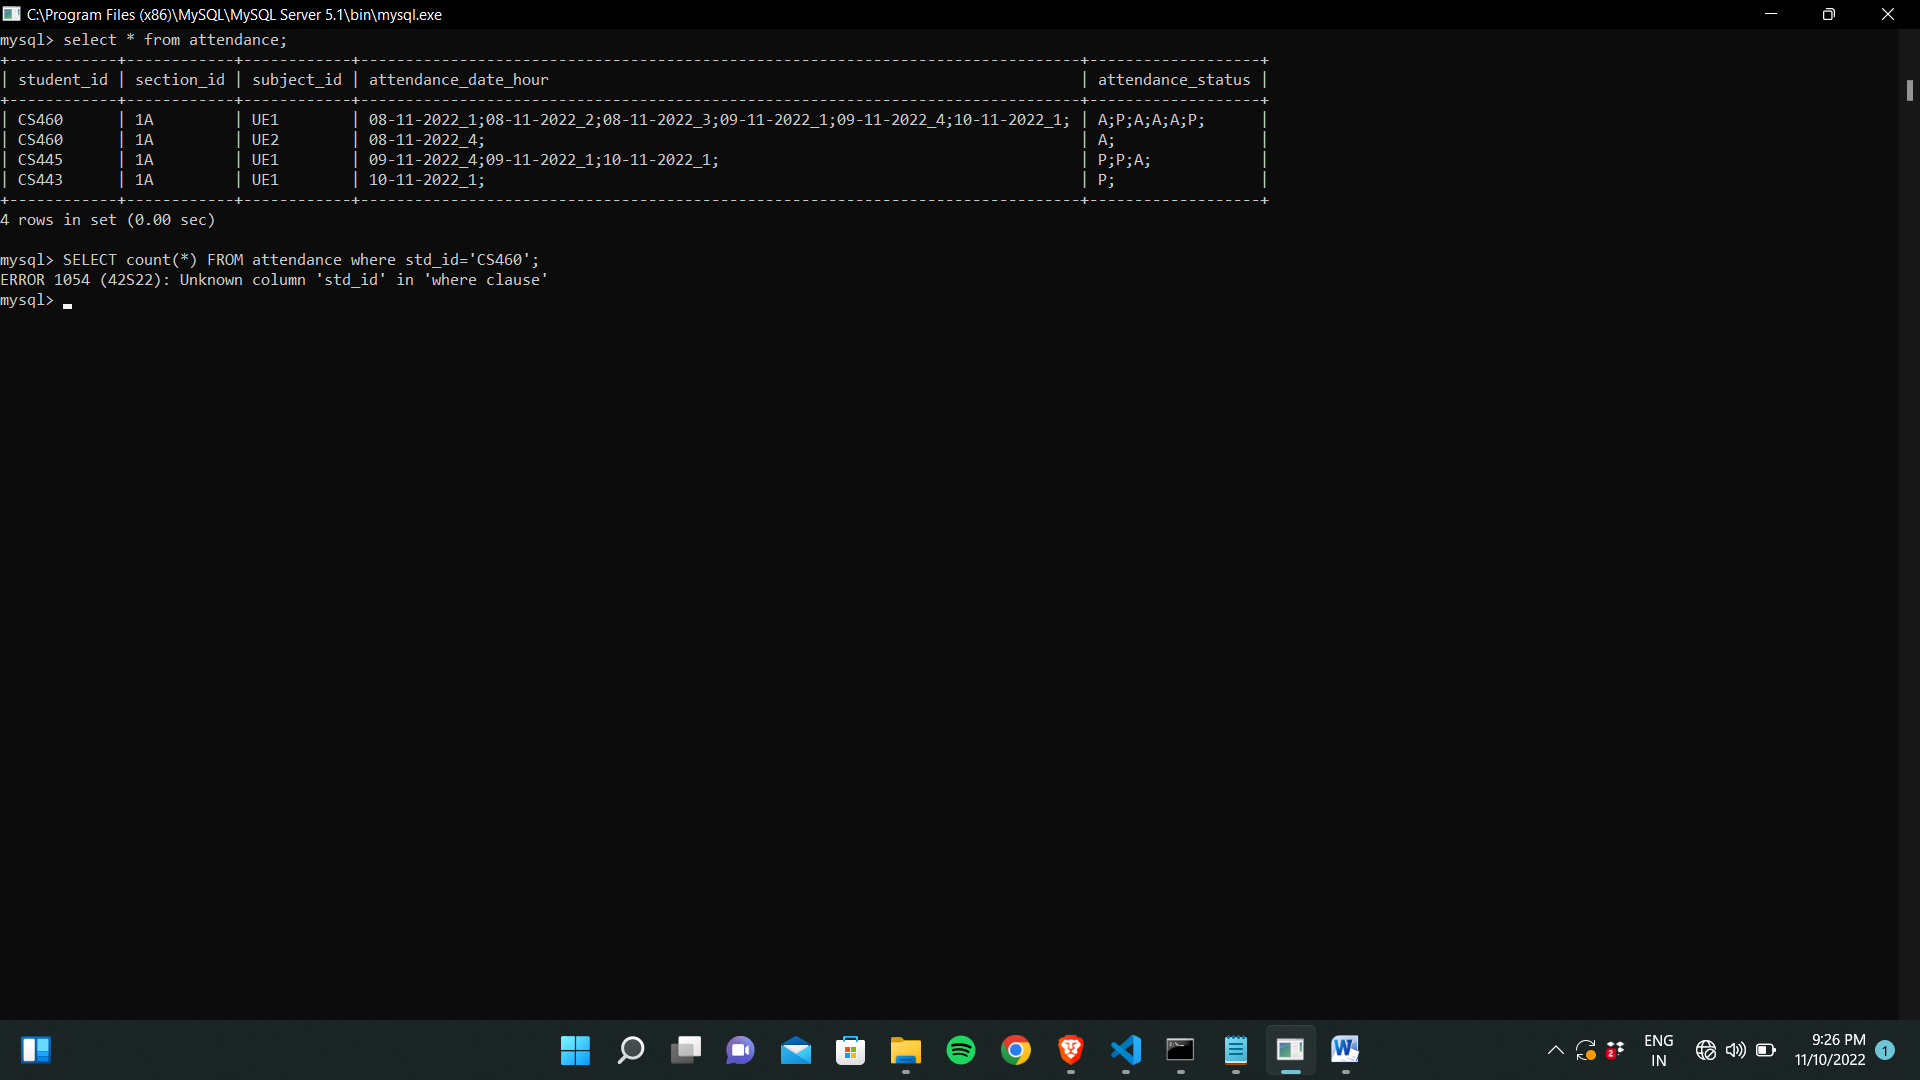 C:\Program Files (x86)\MySQL\MySQL Server 5.1\bin\mysql.exe
mysql> select * from attendance;
+------------+------------+------------+--------------------------------------------------------------------------------+-------------------+
| student_id | section_id | subject_id | attendance_date_hour                                                           | attendance_status |
+------------+------------+------------+--------------------------------------------------------------------------------+-------------------+
| CS460      | 1A         | UE1        | 08-11-2022_1;08-11-2022_2;08-11-2022_3;09-11-2022_1;09-11-2022_4;10-11-2022_1; | A;P;A;A;A;P;      |
| CS460      | 1A         | UE2        | 08-11-2022_4;                                                                  | A;                |
| CS445      | 1A         | UE1        | 09-11-2022_4;09-11-2022_1;10-11-2022_1;                                        | P;P;A;            |
| CS443      | 1A         | UE1        | 10-11-2022_1;                                                                  | P;                |
+------------+------------+------------+--------------------------------------------------------------------------------+-------------------+
4 rows in set (0.00 sec)
mysql> SELECT count(*) FROM attendance where std_id='CS460';
ERROR 1054 (42S22): Unknown column 'std_id' in 'where clause'
mysql>
2
ENG
IN
9:26 PM
11/10/2022
1